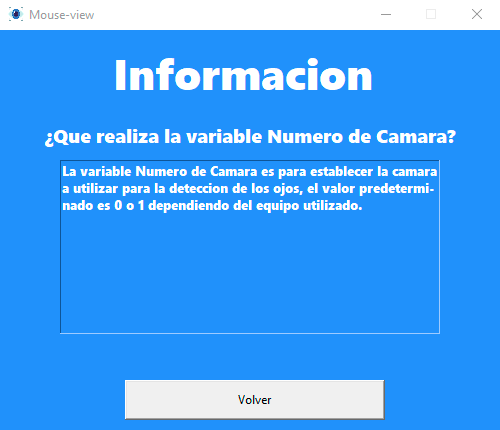 Mouse-view
Informacion
¿Que realiza la variable Numero de Camara?
La variable Numero de Camara es para establecer la camara
a utilizar para la deteccion de los ojos, el valor predetermi-
nado es 0 o 1 dependiendo del equipo utilizado.
Volver